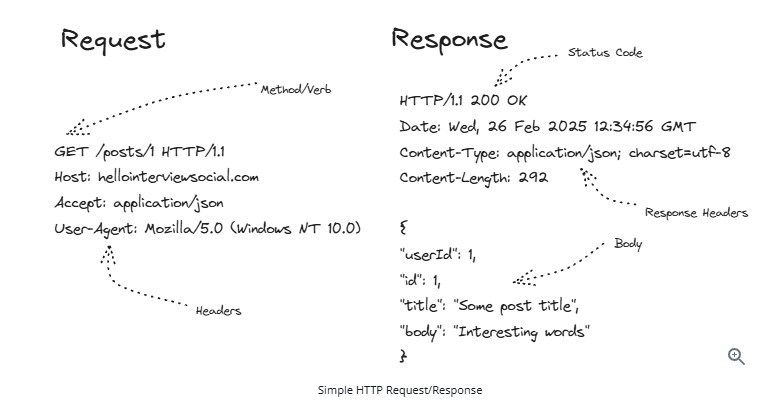 Request
Method/Verb
GET /posts/1 HTTP/1.1
Host: hellointerviewsocial.com
Accept: application/json
User-Agent: Mozilla/5.0 (Windows NT 10.0)
Headers
Response
Status Code
HTTP/1.1 200 OK
Date: Wed, 26 Feb 2025 12:34:56 GMT
Content-Type: application/json; charset=utf-8
Content-Length: 292
Response Headers
{
"userId": 1,
"id": 1,
"title": "Some post title",
"body": "Interesting words"
}
Body
Simple HTTP Request/Response